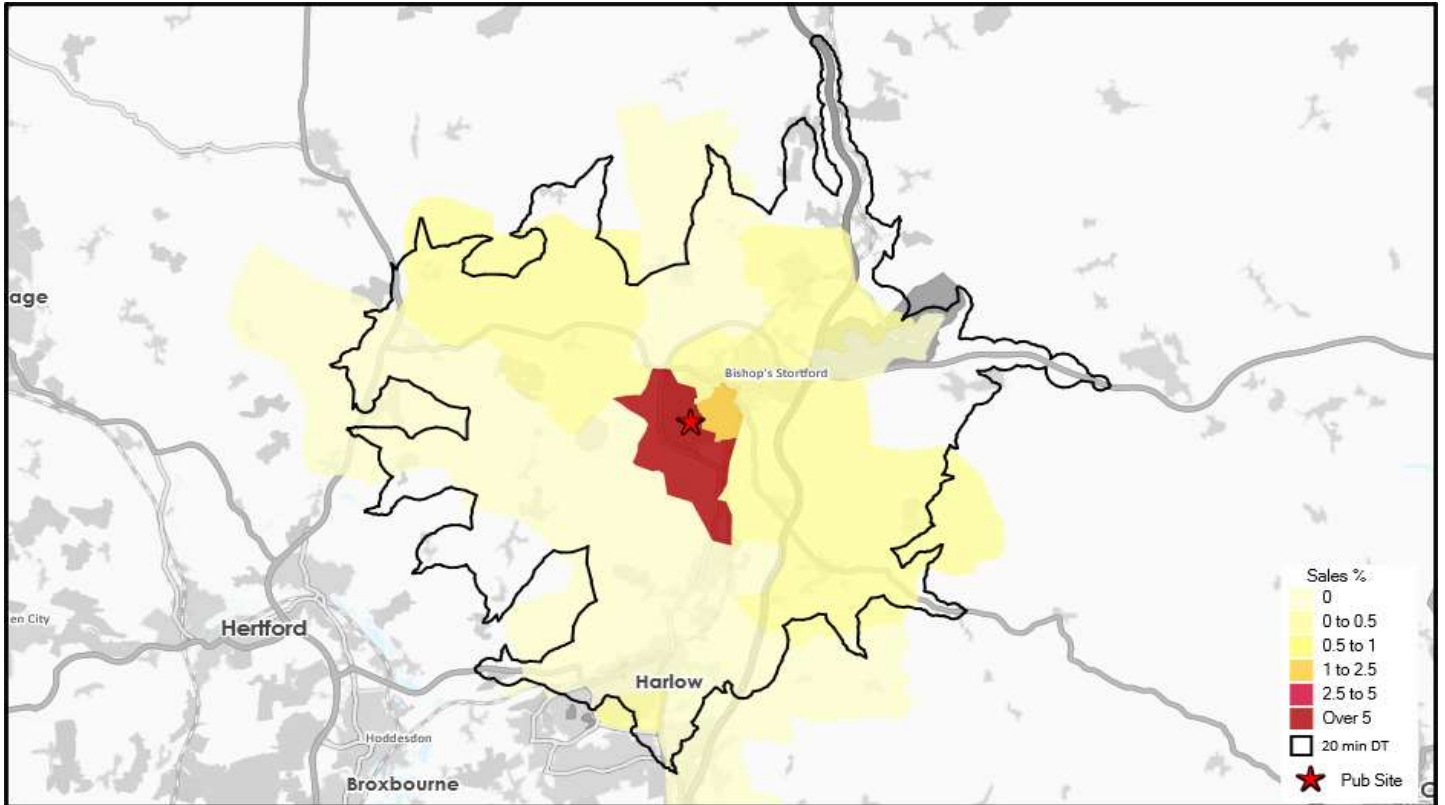 age
Bishop's Stortford
en City
Hertford
Harlow
Hoddesdon
Broxbourne
Sales %
0
0 to 0.5
0.5 to 1
1 to 2.5
2.5 to 5
Over 5
20 min DT
Pub Site
C